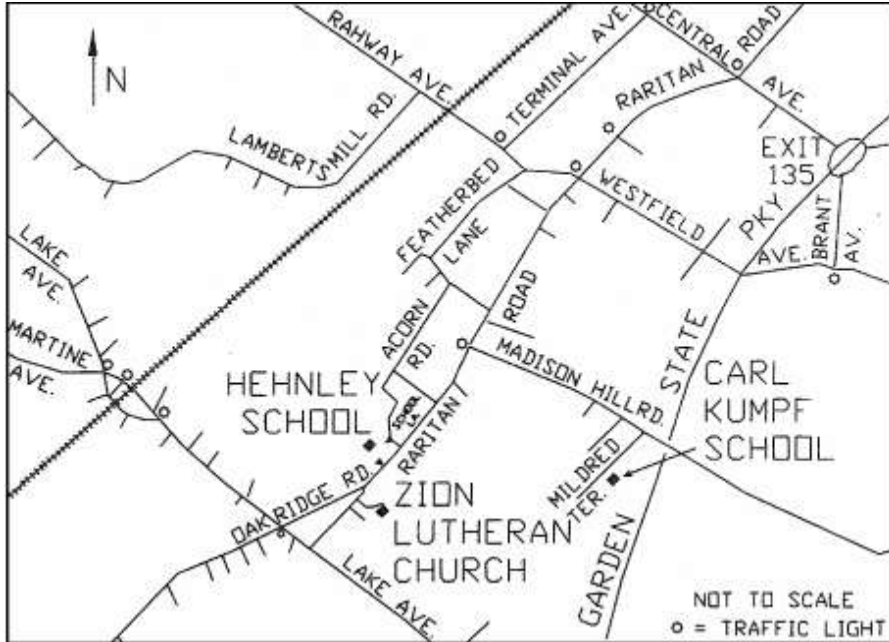 RAHWAY AVE.
TERMINAL AVE.
CENTRAL AVE.
RARITAN ROAD
N
LAMBERTS MILL RD.
EXIT
135
FEATHERBED
LANE
WESTFIELD AVE.
BRANT
AV.
LAKE
AVE.
MARTINE
AVE.
ACORN
RD.
RARITAN ROAD
MADISON HILL RD.
GARDEN STATE PKY
HEHNLEY
SCHOOL
SCHOOL
LA.
CARL
KUMPF
SCHOOL
MILDRED
TER.
OAK RIDGE RD.
ZION
LUTHERAN
CHURCH
LAKE AVE.
NOT TO SCALE
= TRAFFIC LIGHT